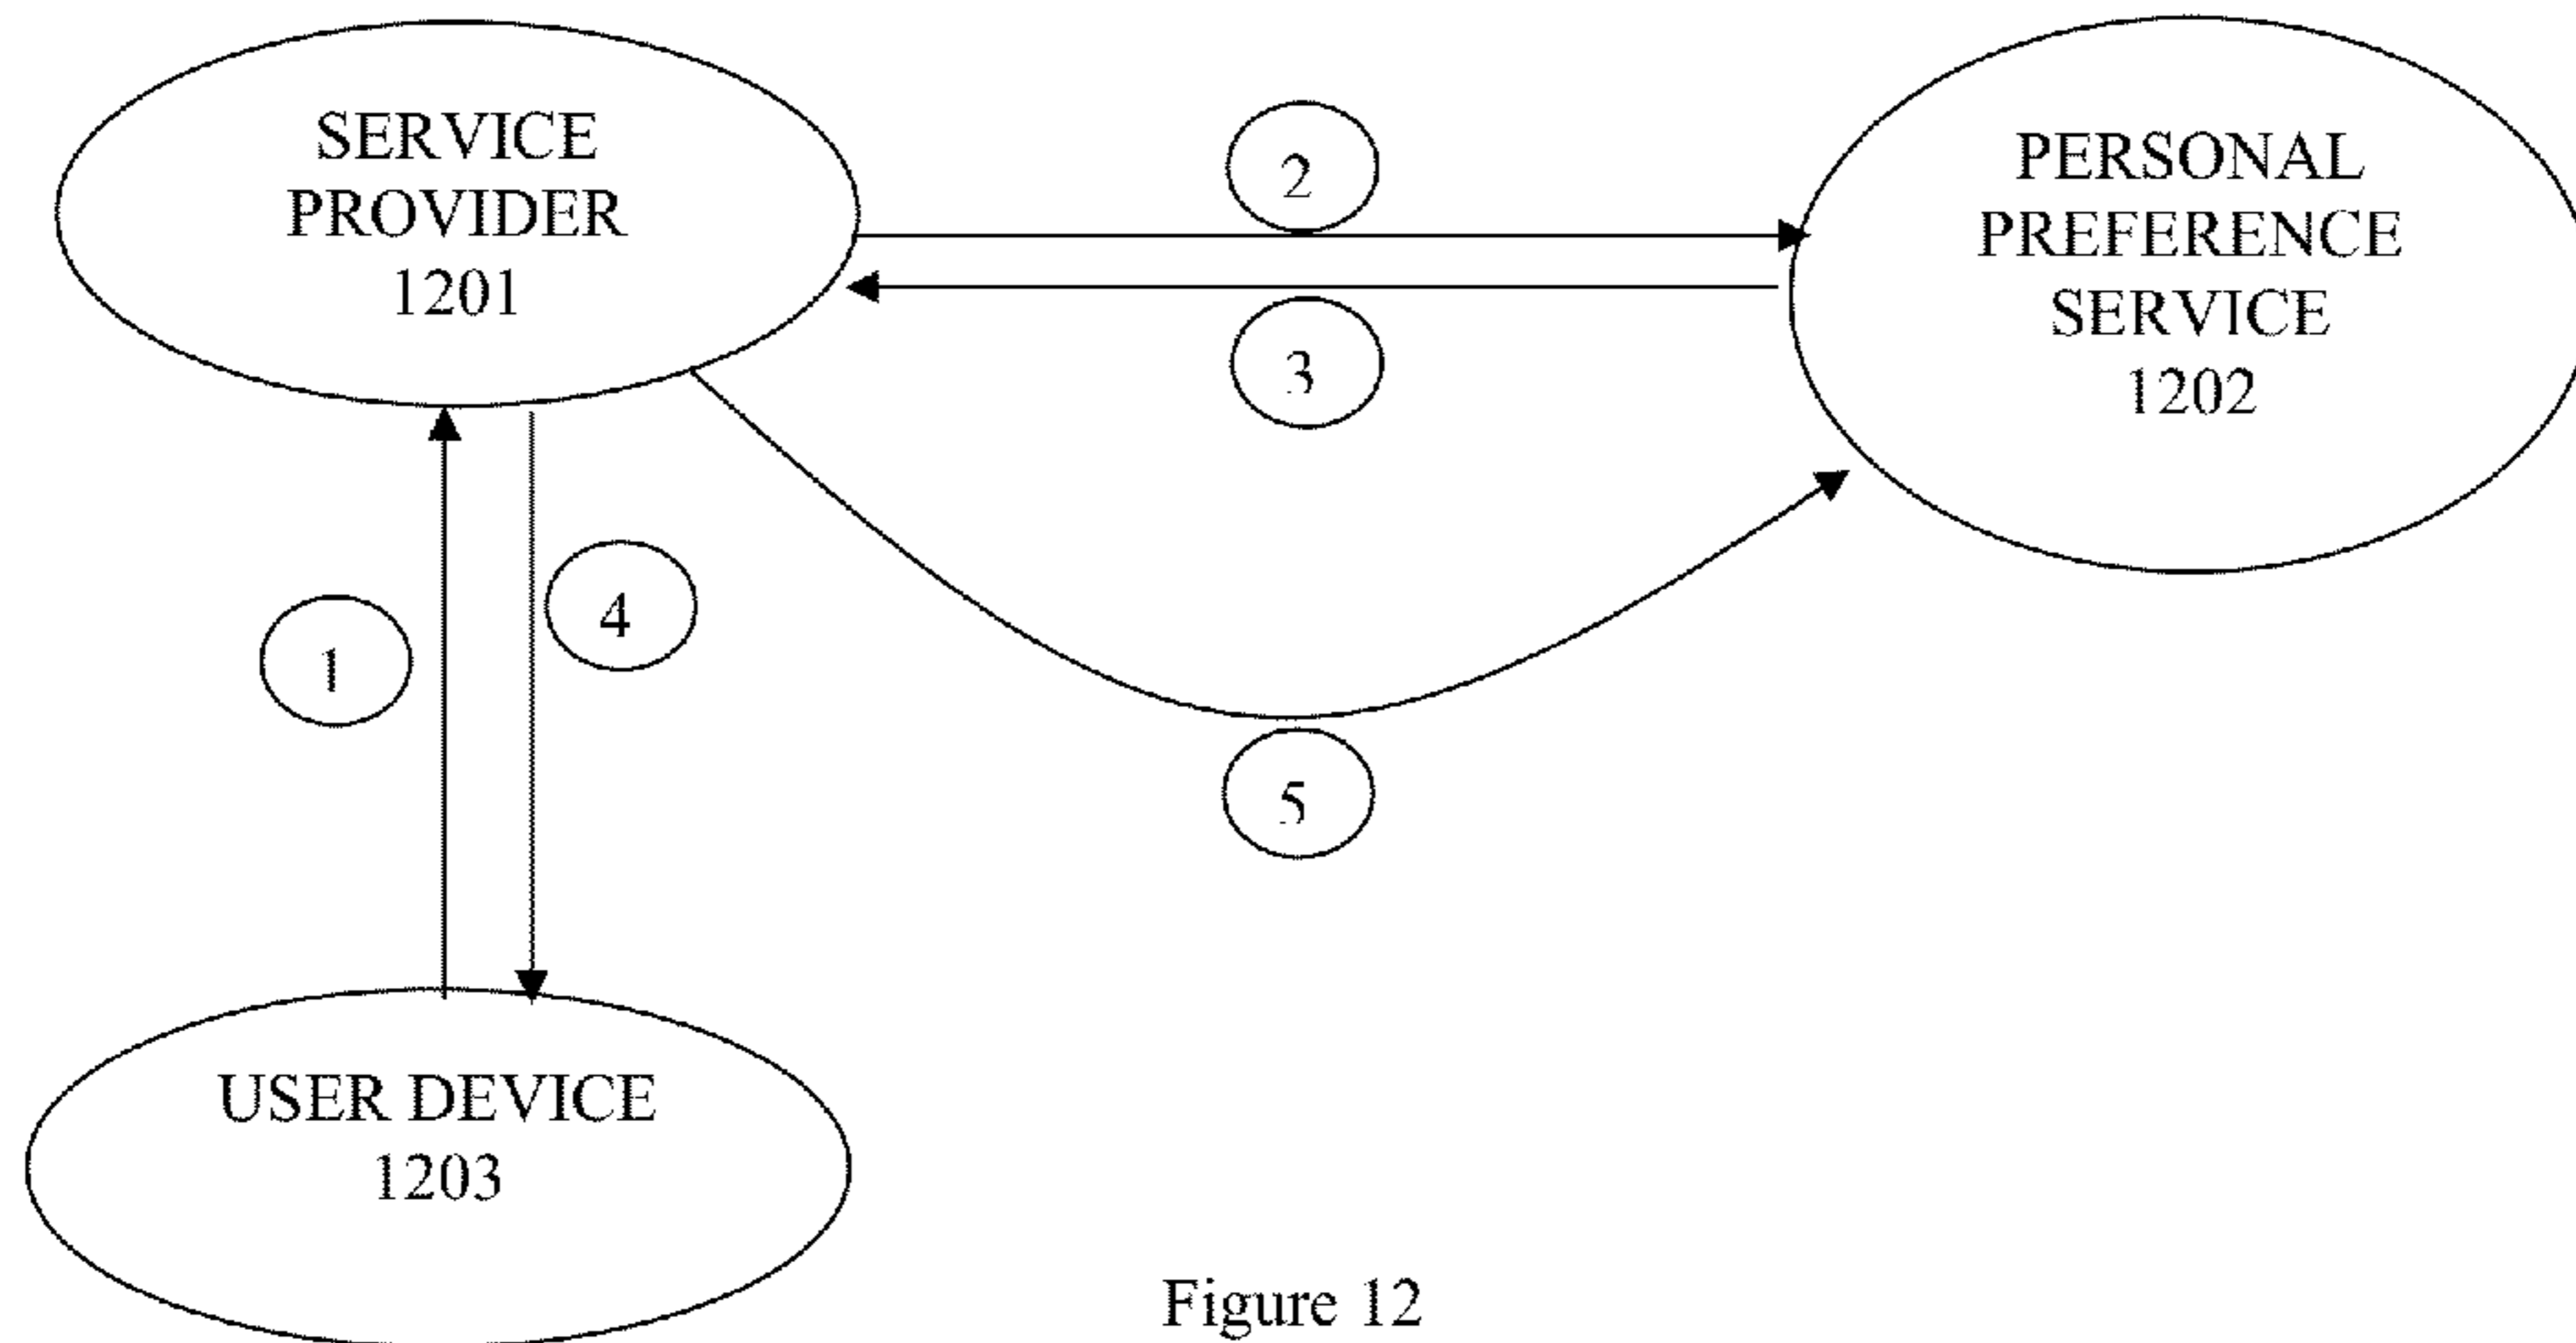 SERVICE
PROVIDER
1201
2
PERSONAL
PREFERENCE
SERVICE
1202
3
1
4
5
USER DEVICE
1203
Figure 12